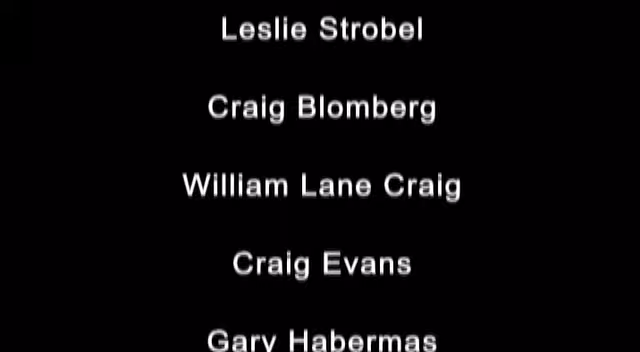 Leslie Strobel
Craig Blomberg
William Lane Craig
Craig Evans
Gary Habermas